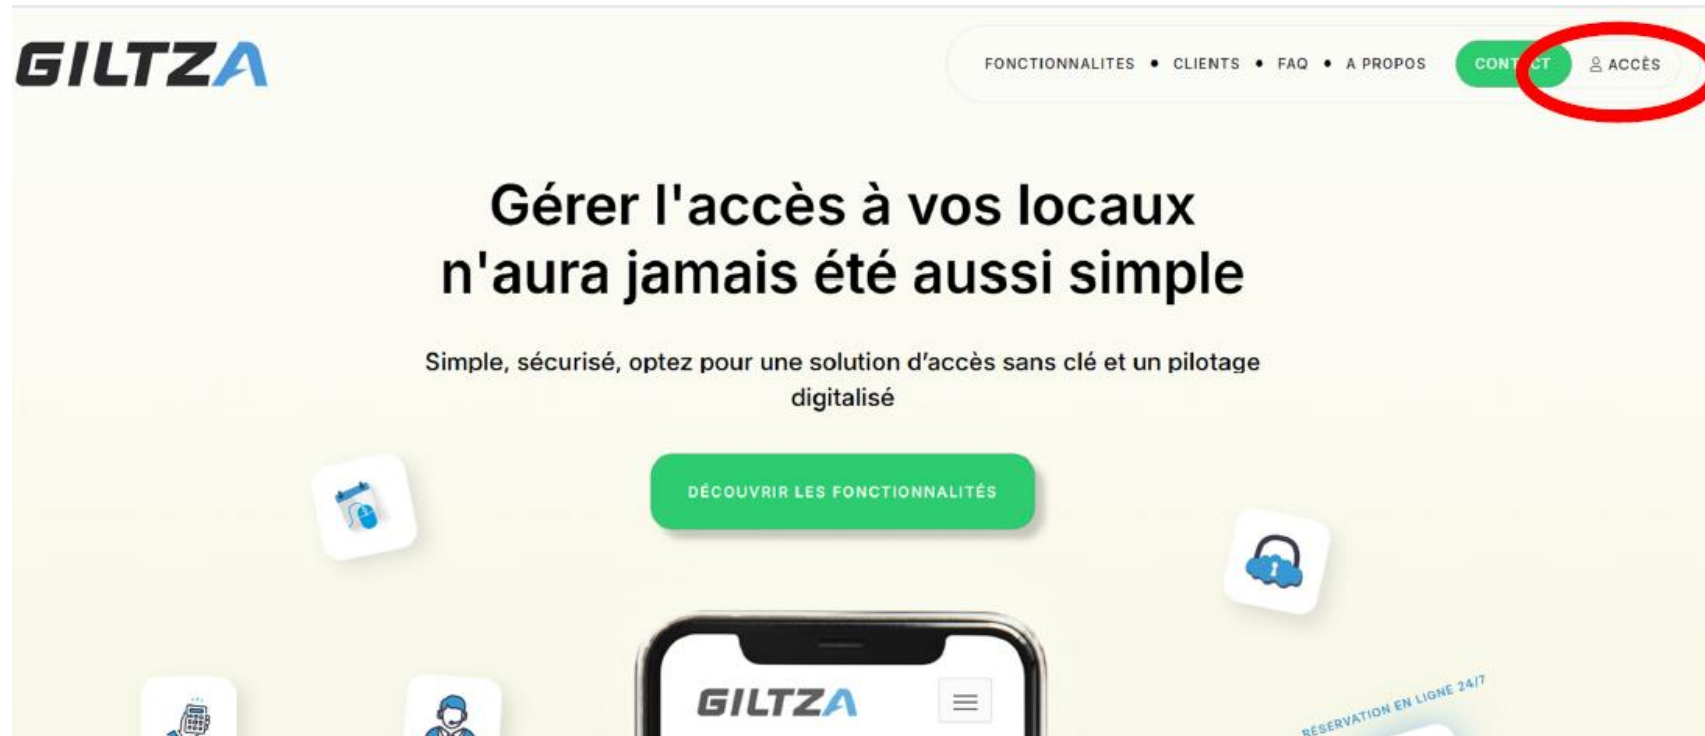 GILTZA
FONCTIONNALITES • CLIENTS • FAQ • A PROPOS CONTACT ACCÈS
Gérer l'accès à vos locaux
n'aura jamais été aussi simple
Simple, sécurisé, optez pour une solution d’accès sans clé et un pilotage
digitalisé
DÉCOUVRIR LES FONCTIONNALITÉS
GILTZA
RÉSERVATION EN LIGNE 24/7